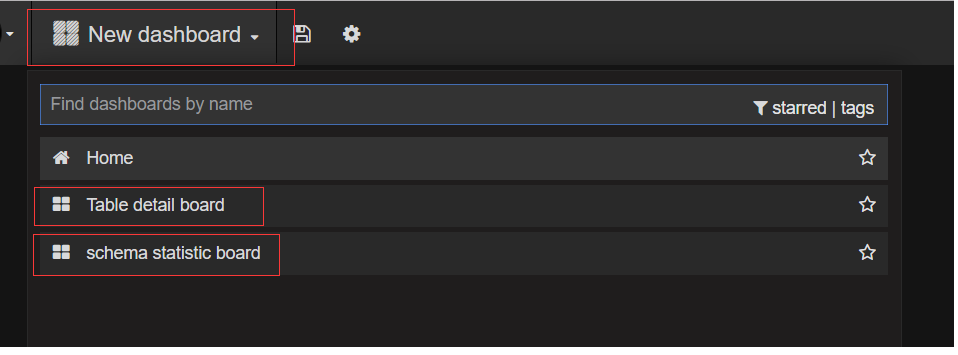 New dashboard
Find dashboards by name
starred | tags
Home
Table detail board
schema statistic board